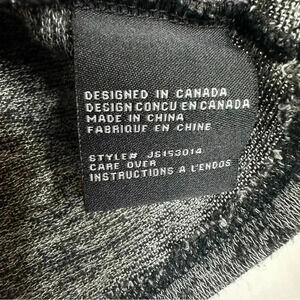 DESIGNED IN CANADA
DESIGN CONCU EN CANADA
MADE IN CHINA
FABRIQUE EN CHINE
STYLE# JS153014
CARE OVER
INSTRUCTIONS A L'ENDOS